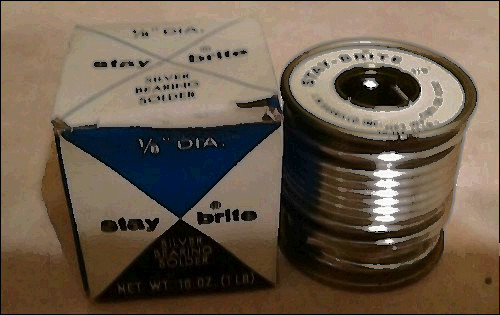 1/8" DIA.
stay brite ®
SILVER
BEARING
SOLDER
1/8" DIA.
stay brite ®
SILVER
BEARING
SOLDER
NET WT. 16 OZ. (1 LB)
STAY-BRITE